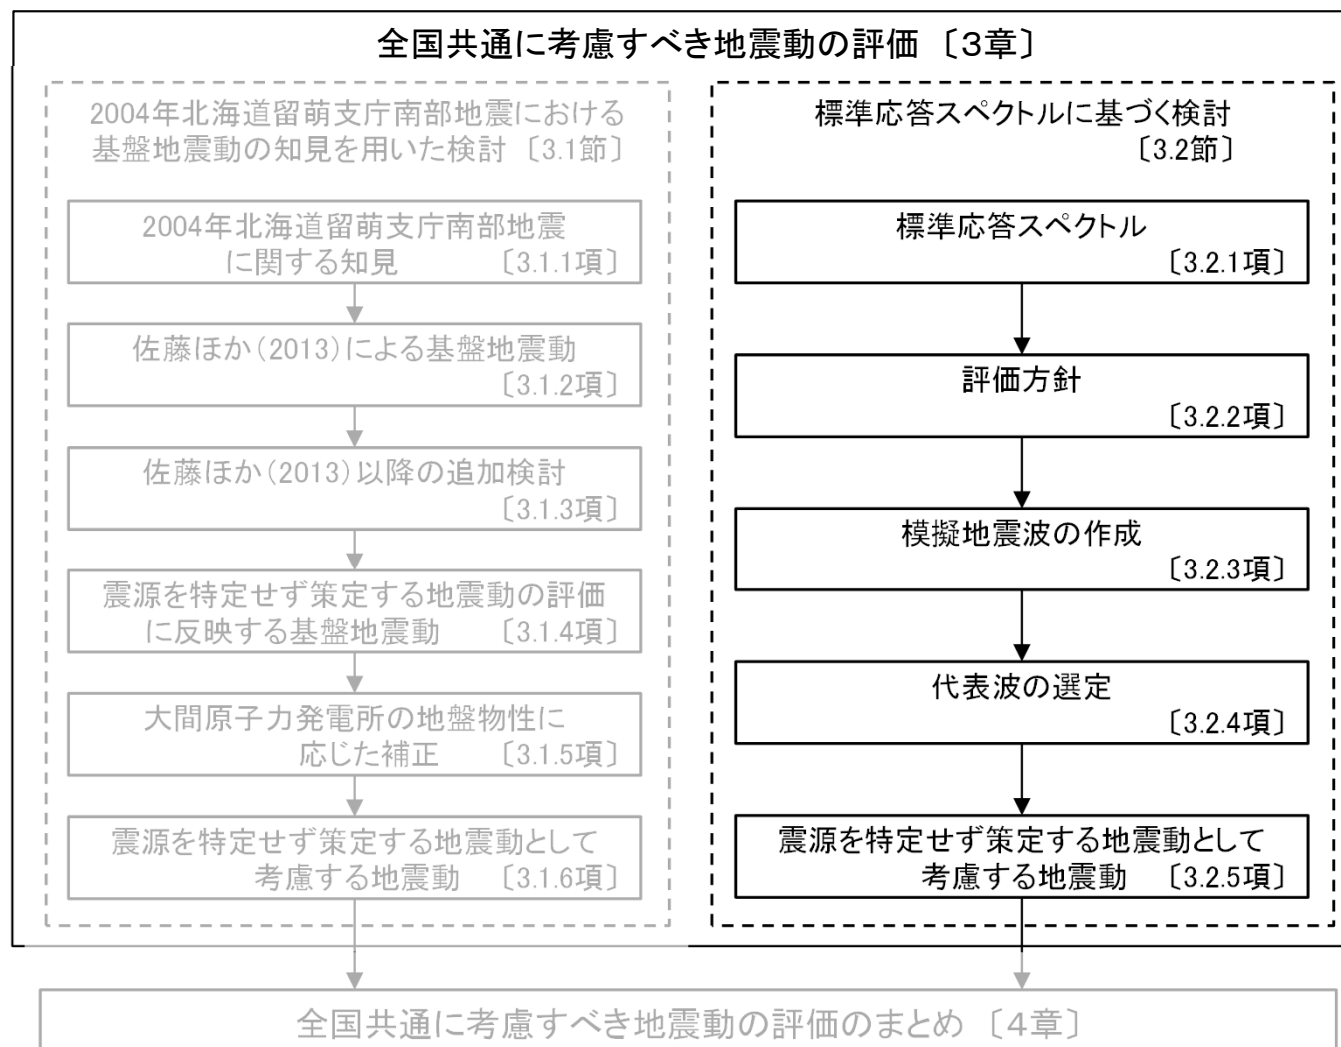 全国共通に考慮すべき地震動の評価〔3章〕
2004年北海道留萌支庁南部地震における
基盤地震動の知見を用いた検討〔3.1節〕
2004年北海道留萌支庁南部地震
に関する知見〔3.1.1項〕
佐藤ほか(2013)による基盤地震動
〔3.1.2項〕
佐藤ほか(2013)以降の追加検討
〔3.1.3項〕
震源を特定せず策定する地震動の評価
に反映する基盤地震動〔3.1.4項〕
大間原子力発電所の地盤物性に
応じた補正〔3.1.5項〕
震源を特定せず策定する地震動として
考慮する地震動〔3.1.6項〕
標準応答スペクトルに基づく検討
〔3.2節〕
標準応答スペクトル
〔3.2.1項〕
評価方針
〔3.2.2項〕
模擬地震波の作成
〔3.2.3項〕
代表波の選定
〔3.2.4項〕
震源を特定せず策定する地震動として
考慮する地震動〔3.2.5項〕
全国共通に考慮すべき地震動の評価のまとめ〔4章〕